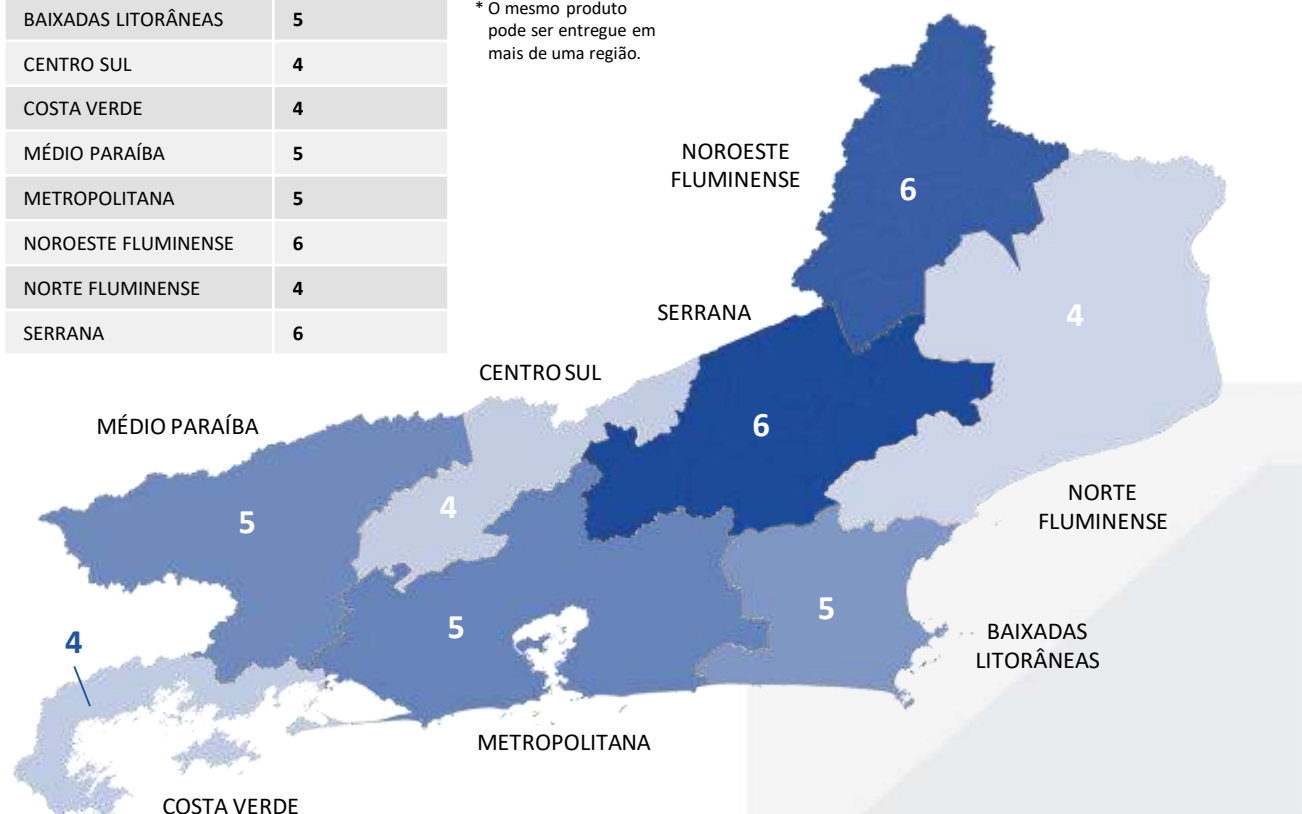 BAIXADAS LITORÂNEAS 5
CENTRO SUL 4
COSTA VERDE 4
MÉDIO PARAÍBA 5
METROPOLITANA 5
NOROESTE FLUMINENSE 6
NORTE FLUMINENSE 4
SERRANA 6
* O mesmo produto
pode ser entregue em
mais de uma região.
NOROESTE
FLUMINENSE
6
SERRANA
4
CENTRO SUL
MÉDIO PARAÍBA
6
NORTE
FLUMINENSE
4
5
5
5
4
BAIXADAS
LITORÂNEAS
METROPOLITANA
COSTA VERDE